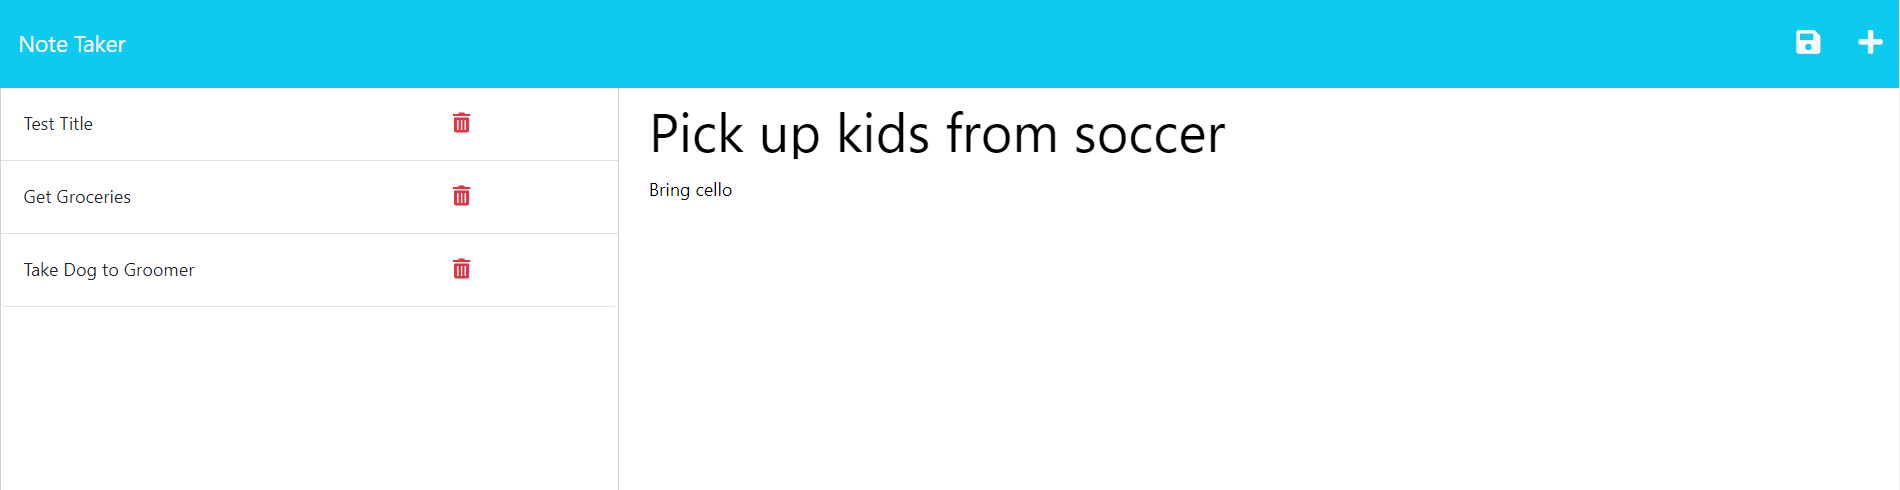 Note Taker
Test Title
Get Groceries
Take Dog to Groomer
Pick up kids from soccer
Bring cello